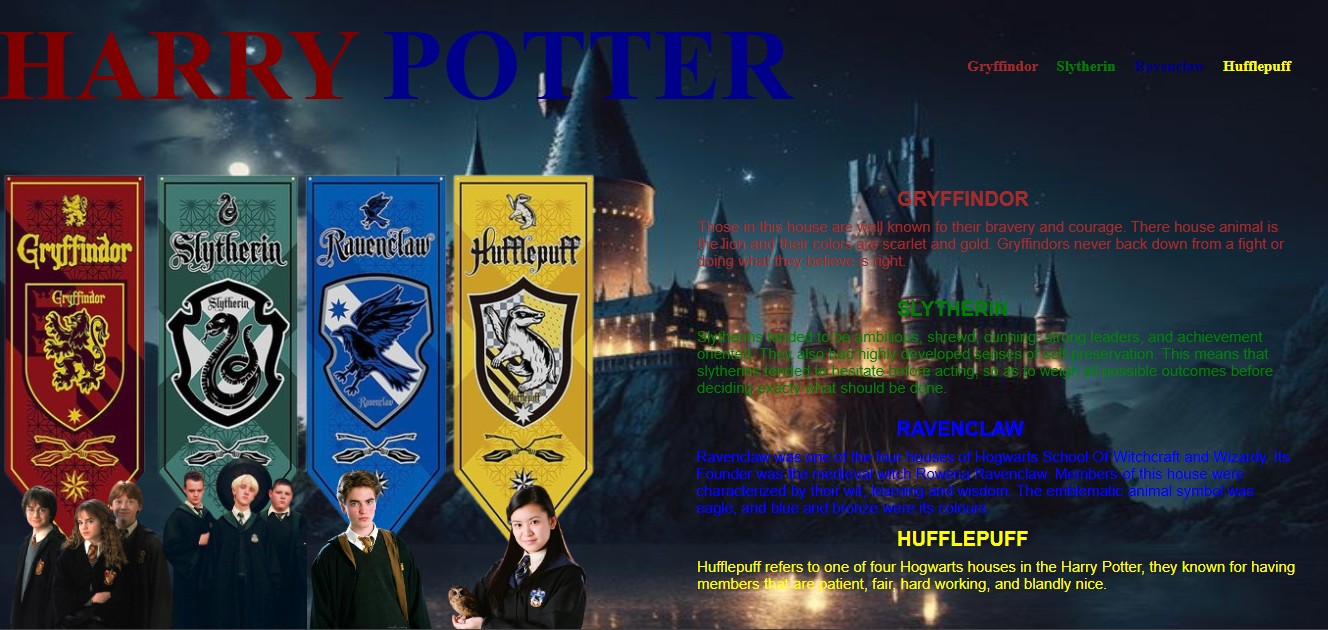 HARRY POTTER
Gryffindor Slytherin Ravenclaw Hufflepuff
Gryffindor
Gryffindor
Slytherin
Slytherin
Ravenclaw
Ravenclaw
Hufflepuff
Hufflepuff
GRYFFINDOR
Those in this house are well known fo their bravery and courage. There house animal is
the lion and their colors are scarlet and gold. Gryffindors never back down from a fight or
doing what they believe is right.
SLYTHERIN
Slytherins tended to be ambitious, shrewd, cunning, strong leaders, and achievement
oriented. They also had highly developed senses of self-preservation. This means that
slytherins tended to hesitate before acting, so as to weigh all possible outcomes before
deciding exactly what should be done.
RAVENCLAW
Ravenclaw was one of the four houses of Hogwarts School Of Witchcraft and Wizardly. Its
Founder was the medieval witch Rowena Ravenclaw. Members of this house were
characterized by their wit, learning and wisdom. The emblematic animal symbol was
eagle, and blue and bronze were its colours.
HUFFLEPUFF
Hufflepuff refers to one of four Hogwarts houses in the Harry Potter, they known for having
members that are patient, fair, hard working, and blandly nice.